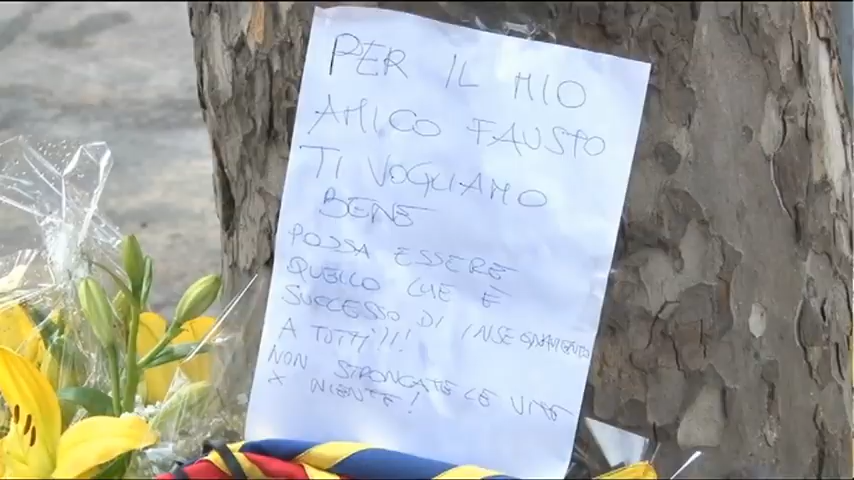 PER IL MIO
AMICO FAUSTO
TI VOGLIAMO
BENE
POSSA ESSERE
QUELLO CHE È
SUCCESSO DI INSEGNAMENTO
A TUTTI!!!
NON STRONCATE LE VITE
X NIENTE!